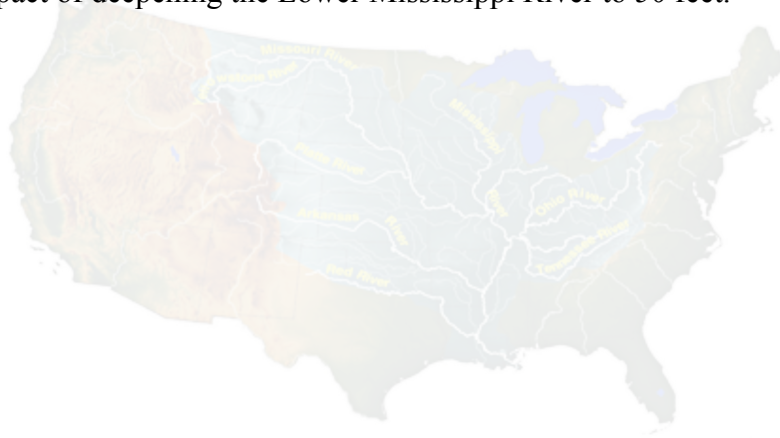 pact of deepening the Lower Mississippi River to 50 feet.
Missouri River
Yellowstone River
Mississippi
River
Platte River
Ohio River
Arkansas
River
Tennessee River
Red River